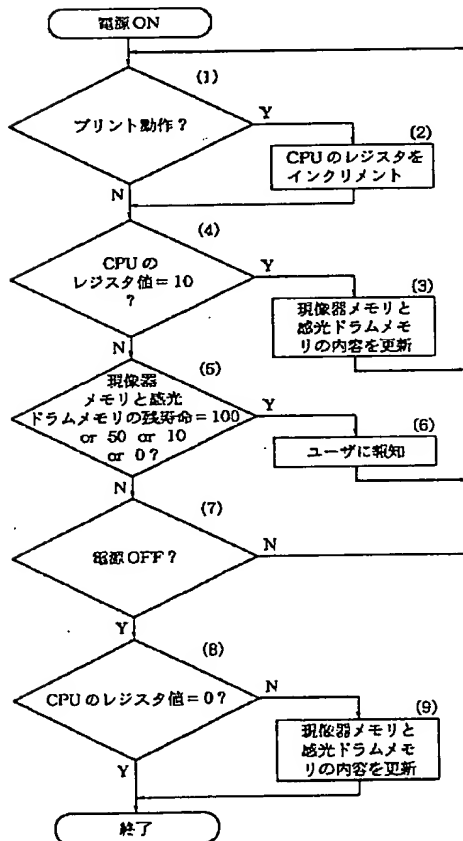 電源ON
(1)
プリント動作?
Y
(2)
CPUのレジスタを
インクリメント
N
(4)
CPUの
レジスタ値=10
?
Y
(3)
現像器メモリと
感光ドラムメモ
リの内容を更新
N
(5)
現像器
メモリと感光
ドラムメモリの残寿命=100
or 50 or 10
or 0?
Y
(6)
ユーザに報知
N
(7)
電源OFF?
N
Y
(8)
CPUのレジスタ値=0?
N
(9)
現像器メモリと
感光ドラムメモ
リの内容を更新
Y
終了